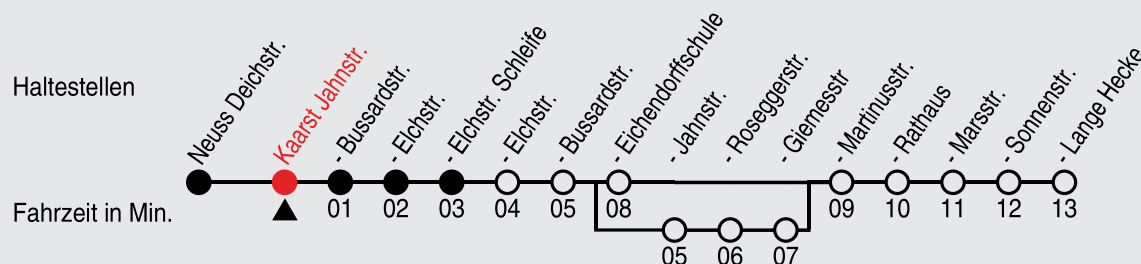 Haltestellen
Neuss Deichstr.
Kaarst Jahnstr.
- Bussardstr.
- Elchstr.
- Elchstr. Schleife
- Elchstr.
- Bussardstr.
- Eichendorffschule
- Jahnstr.
- Roseggerstr.
- Giemesstr
- Martinusstr.
- Rathaus
- Marsstr.
- Sonnenstr.
- Lange Hecke
Fahrzeit in Min.
01 02 03 04 05 08 09 10 11 12 13
05 06 07